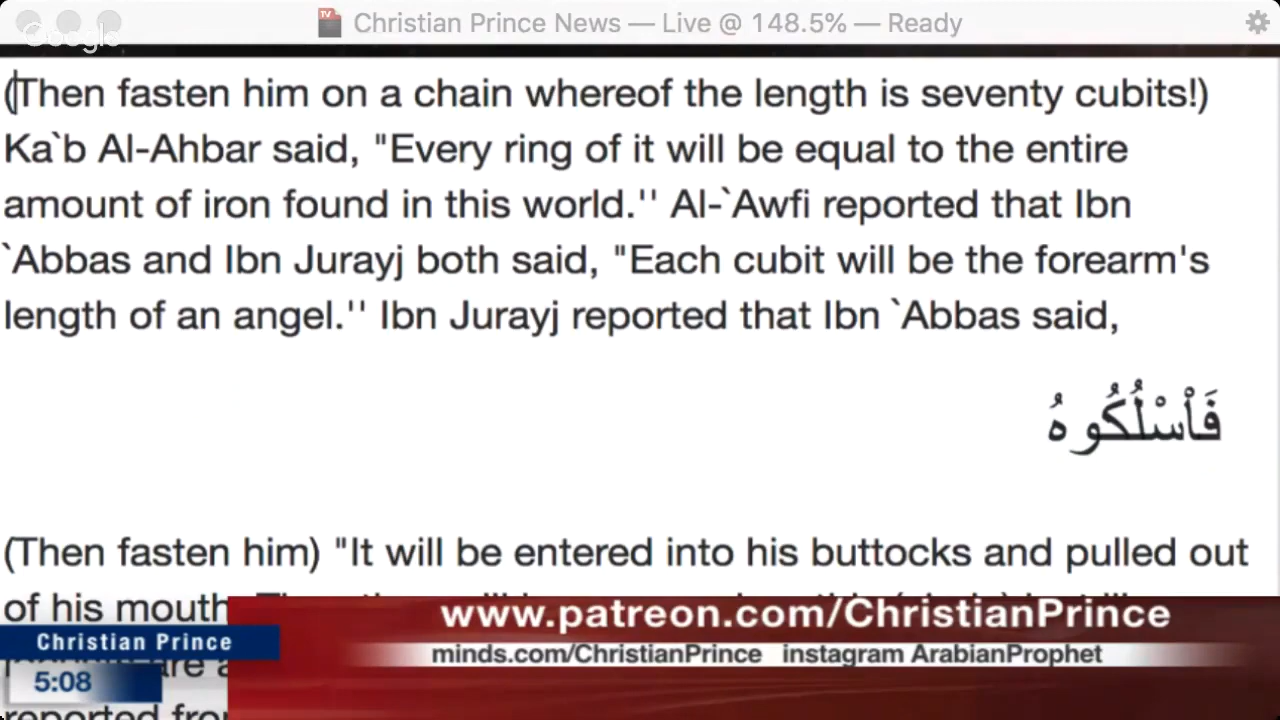 Christian Prince News — Live @ 148.5% — Ready
Google
(Then fasten him on a chain whereof the length is seventy cubits!)
Ka`b Al-Ahbar said, "Every ring of it will be equal to the entire
amount of iron found in this world.'' Al-`Awfi reported that Ibn
`Abbas and Ibn Jurayj both said, "Each cubit will be the forearm's
length of an angel.'' Ibn Jurayj reported that Ibn `Abbas said,
فَاْسْلُكُوهُ
(Then fasten him) "It will be entered into his buttocks and pulled out
of his mouth
www.patreon.com/ChristianPrince
Christian Prince
minds.com/ChristianPrince instagram ArabianProphet
5:08
reported from